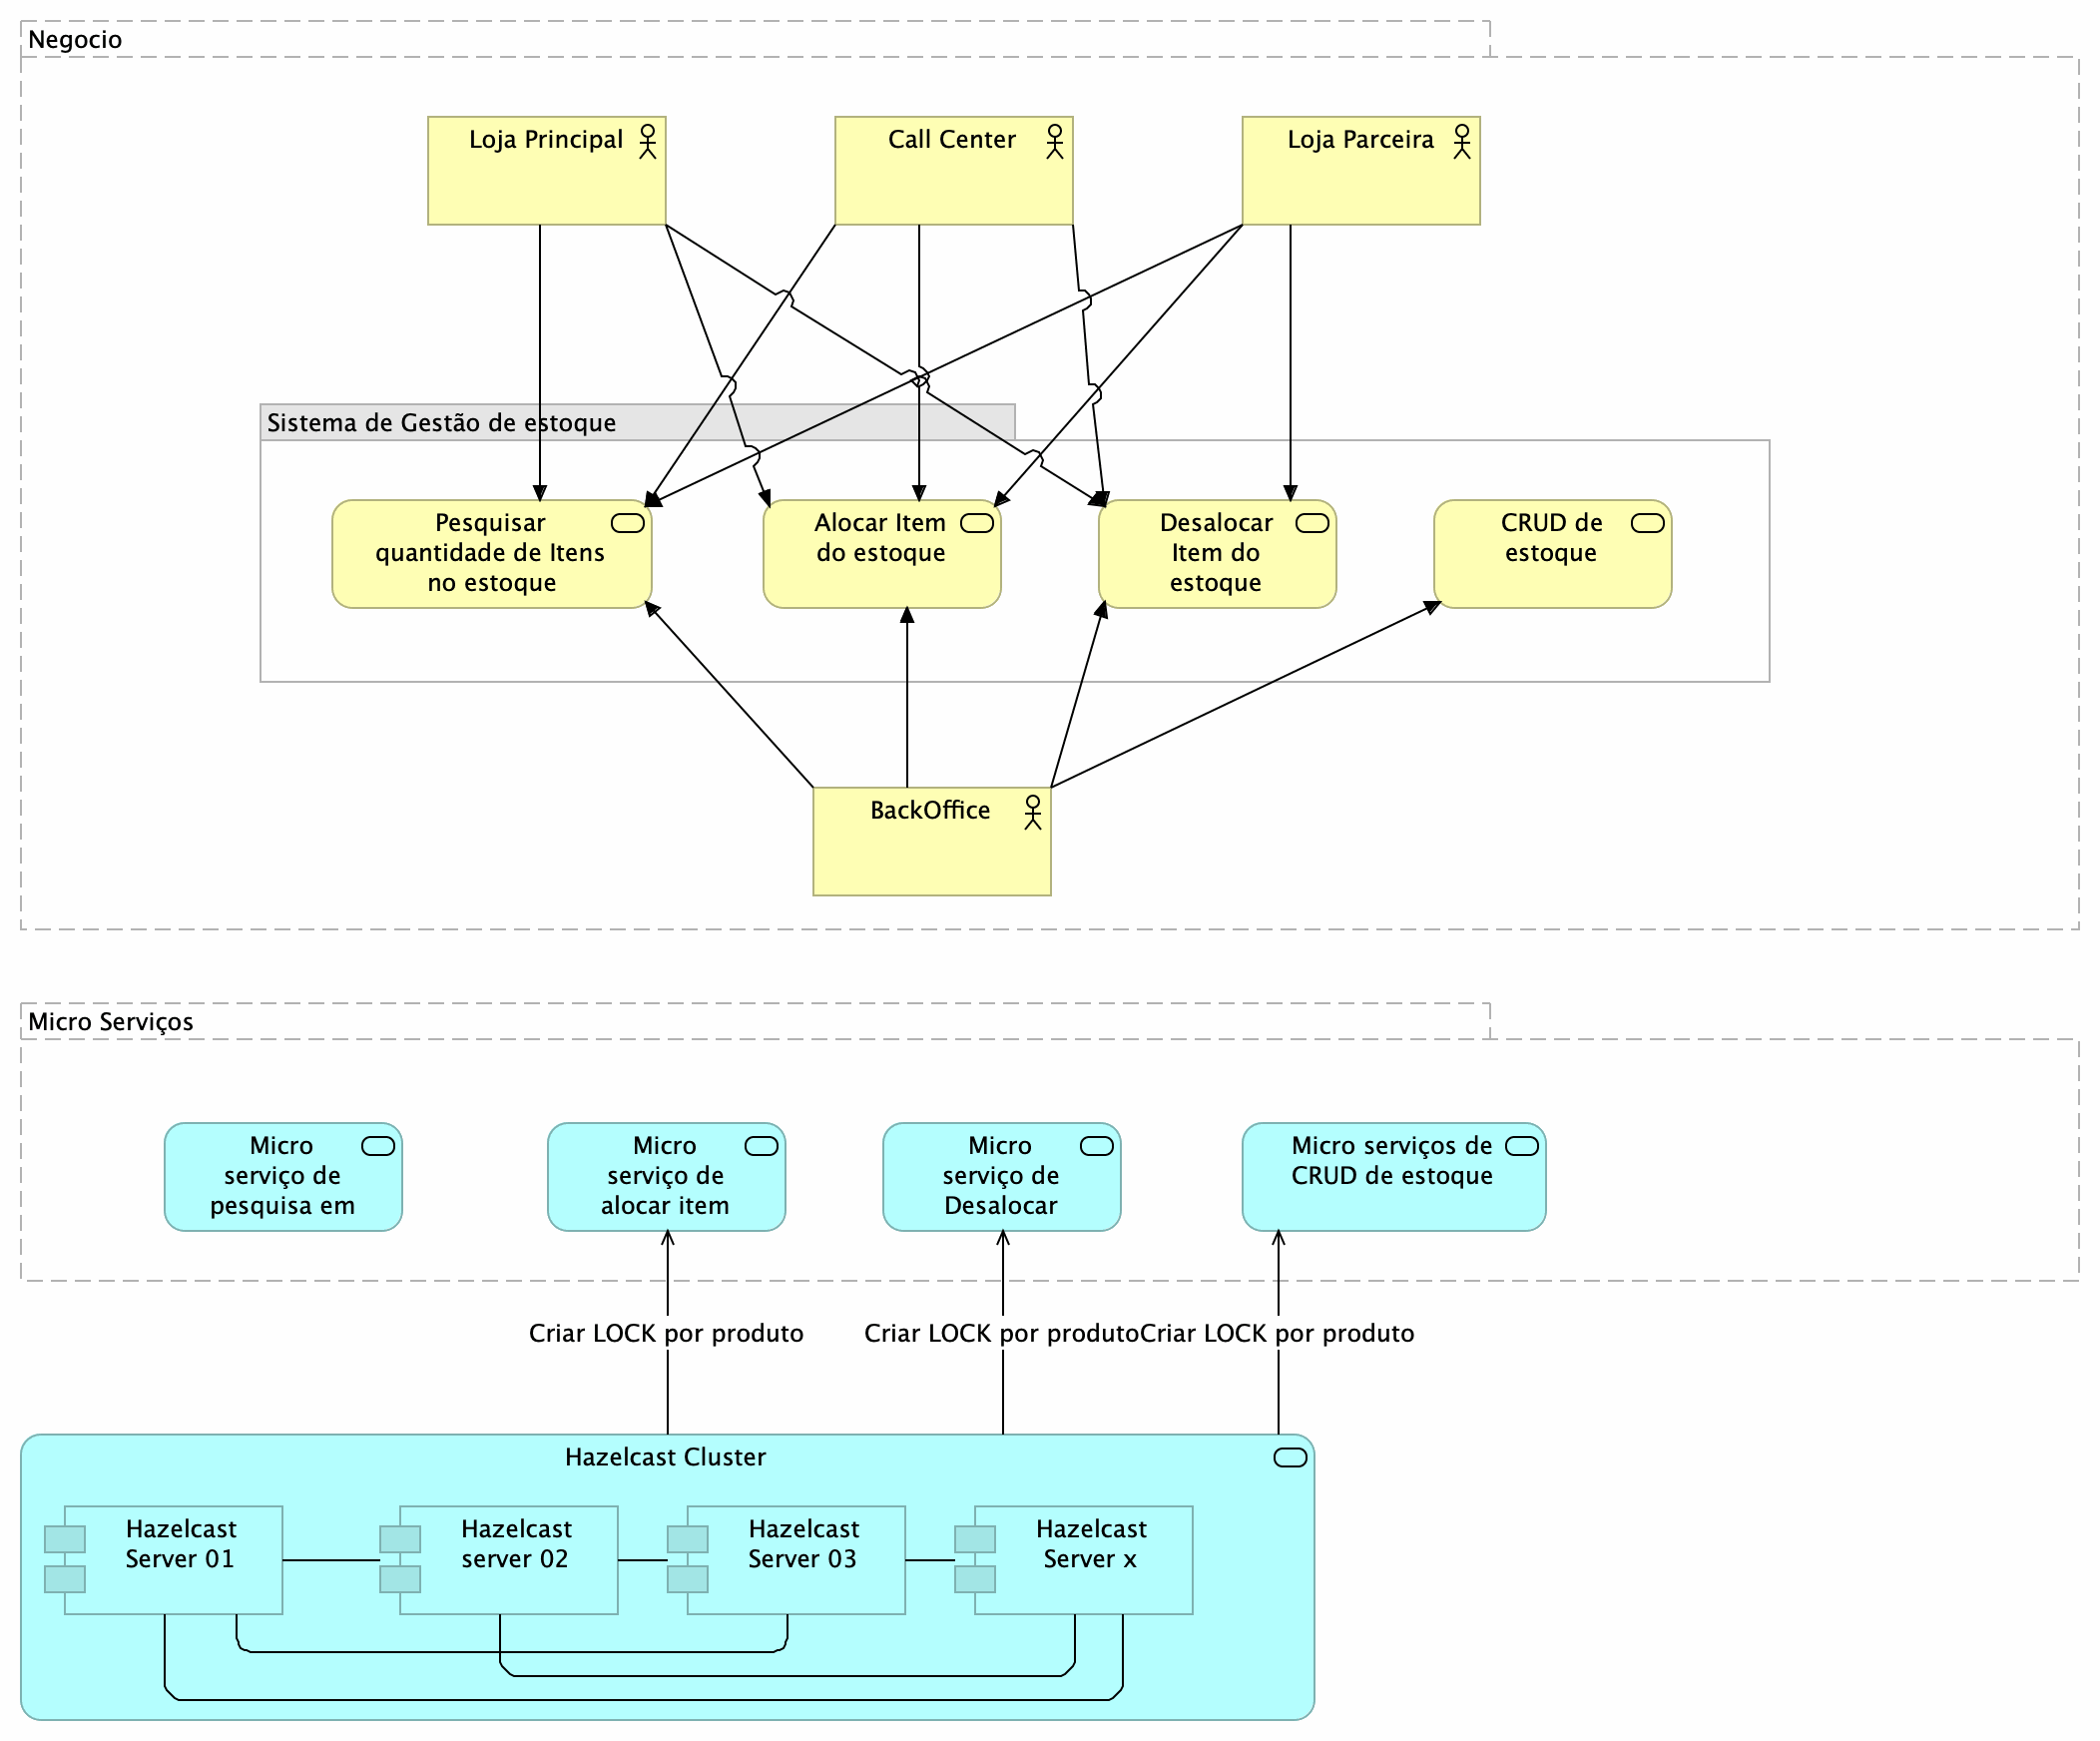 Negocio
Loja Principal
Call Center
Loja Parceira
Sistema de Gestão de estoque
Pesquisar
quantidade de Itens
no estoque
Alocar Item
do estoque
Desalocar
Item do
estoque
CRUD de
estoque
BackOffice
Micro Serviços
Micro
serviço de
pesquisa em
Micro
serviço de
alocar item
Micro
serviço de
Desalocar
Micro serviços de
CRUD de estoque
Criar LOCK por produto
Criar LOCK por produto
Criar LOCK por produto
Hazelcast Cluster
Hazelcast
Server 01
Hazelcast
server 02
Hazelcast
Server 03
Hazelcast
Server x